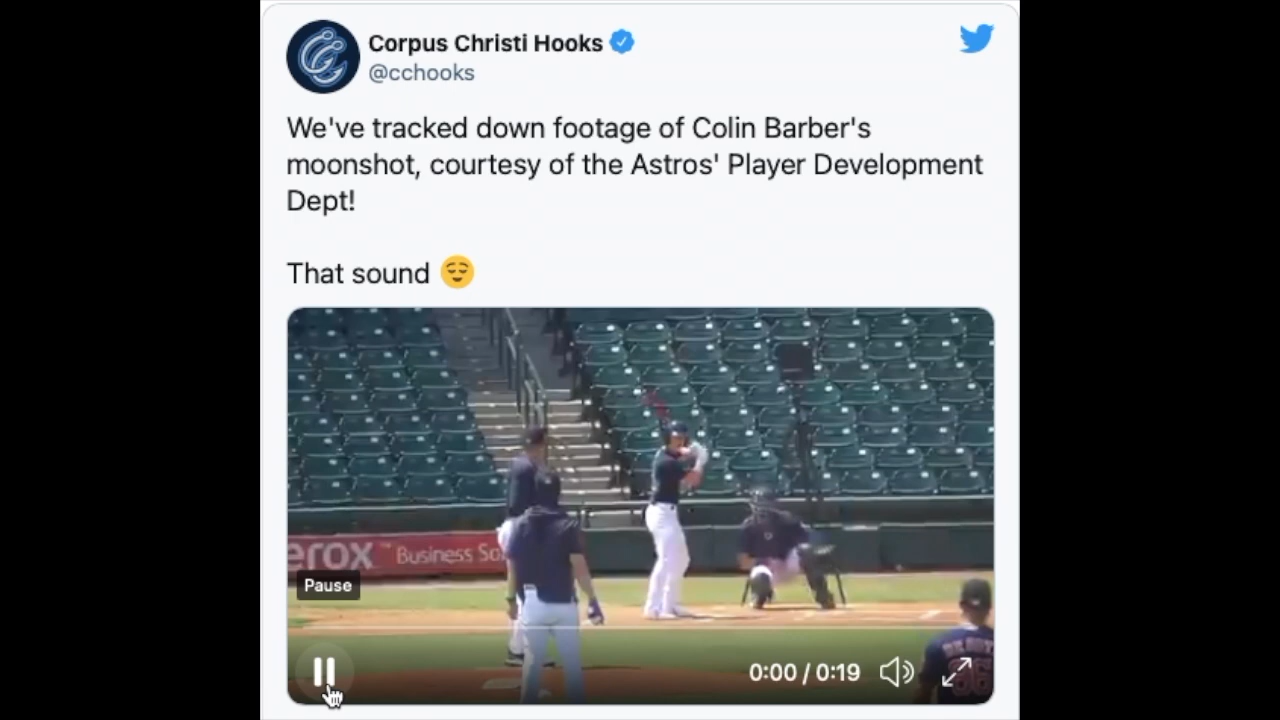 Corpus Christi Hooks
@cchooks
We've tracked down footage of Colin Barber's
moonshot, courtesy of the Astros' Player Development
Dept!
That sound 😌
erox™ Business So
Pause
0:00 / 0:19